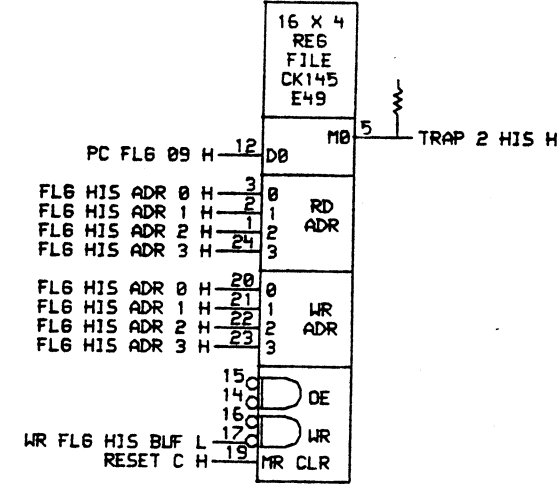 16 X 4
REG
FILE
CK145
E49
M0 5 TRAP 2 HIS H
PC FLG 09 H 12 D0
FLG HIS ADR 0 H 3 0
FLG HIS ADR 1 H 2 1 RD
FLG HIS ADR 2 H 1 2 ADR
FLG HIS ADR 3 H 24 3
FLG HIS ADR 0 H 20 0
FLG HIS ADR 1 H 21 1 WR
FLG HIS ADR 2 H 22 2 ADR
FLG HIS ADR 3 H 23 3
15
14 OE
16
WR FLG HIS BUF L 17 WR
RESET C H 19 MR CLR